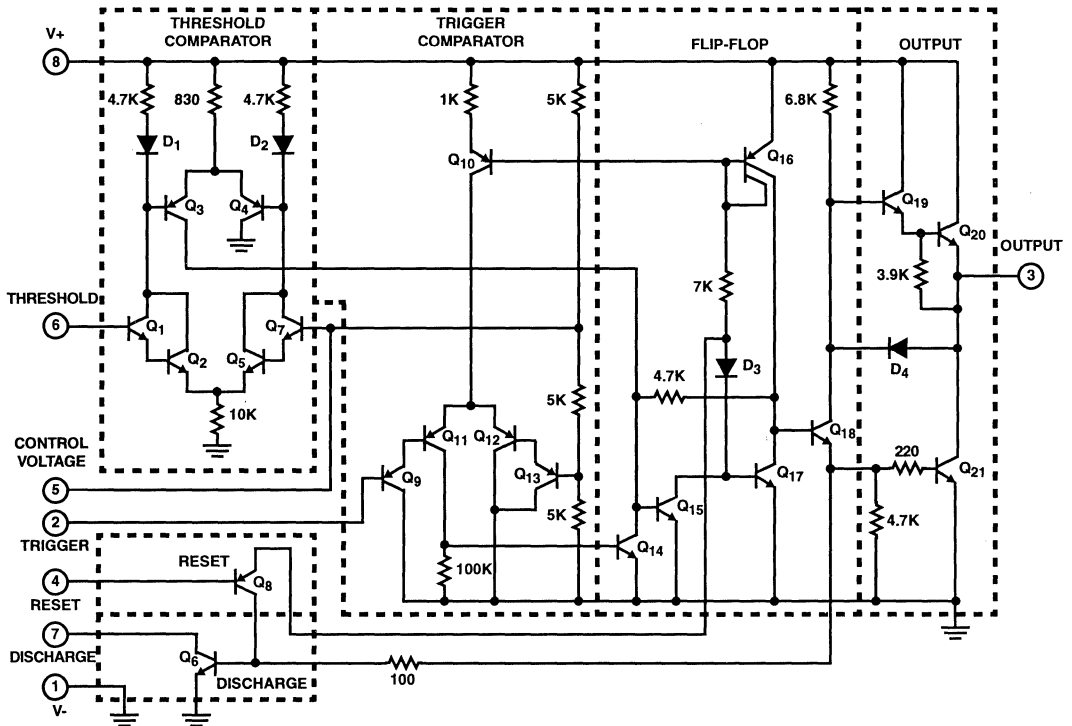 THRESHOLD
COMPARATOR
TRIGGER
COMPARATOR
FLIP-FLOP
OUTPUT
V+
8
4.7K
830
4.7K
1K
5K
6.8K
D1
D2
Q10
Q16
Q3
Q4
Q19
Q20
OUTPUT
3
3.9K
7K
THRESHOLD
6
Q1
Q7
Q2
Q5
10K
D3
D4
4.7K
5K
Q11
Q12
Q18
220
CONTROL
VOLTAGE
5
Q9
Q13
Q17
Q21
2
TRIGGER
5K
Q15
4.7K
Q14
100K
RESET
4
RESET
Q8
7
DISCHARGE
Q6
DISCHARGE
100
1
V-